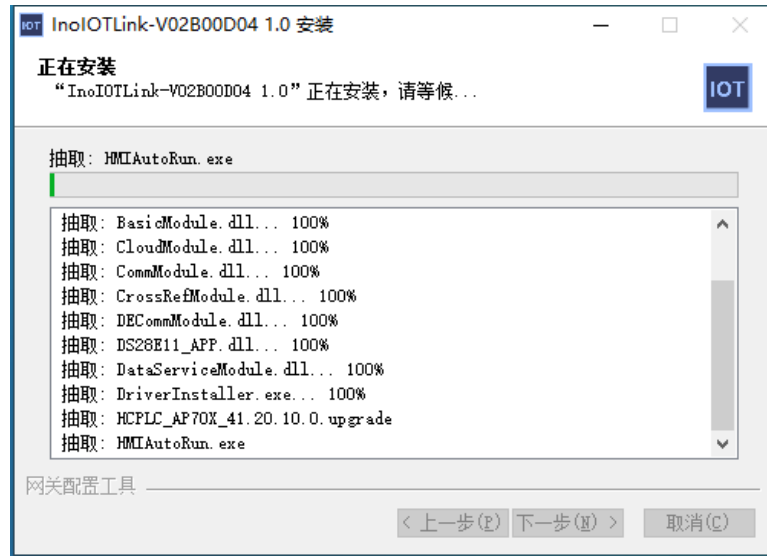 IOT InoIOTLink-V02B00D04 1.0 安装
正在安装
“InoIOTLink-V02B00D04 1.0”正在安装，请等候...
IOT
抽取: HMIAutoRun.exe
抽取: BasicModule.dll... 100%
抽取: CloudModule.dll... 100%
抽取: CommModule.dll... 100%
抽取: CrossRefModule.dll... 100%
抽取: DECommModule.dll... 100%
抽取: DS28E11_APP.dll... 100%
抽取: DataServiceModule.dll... 100%
抽取: DriverInstaller.exe... 100%
抽取: HCPLC_AP70X_41.20.10.0.upgrade
抽取: HMIAutoRun.exe
网关配置工具
< 上一步(P) 下一步(N) > 取消(C)